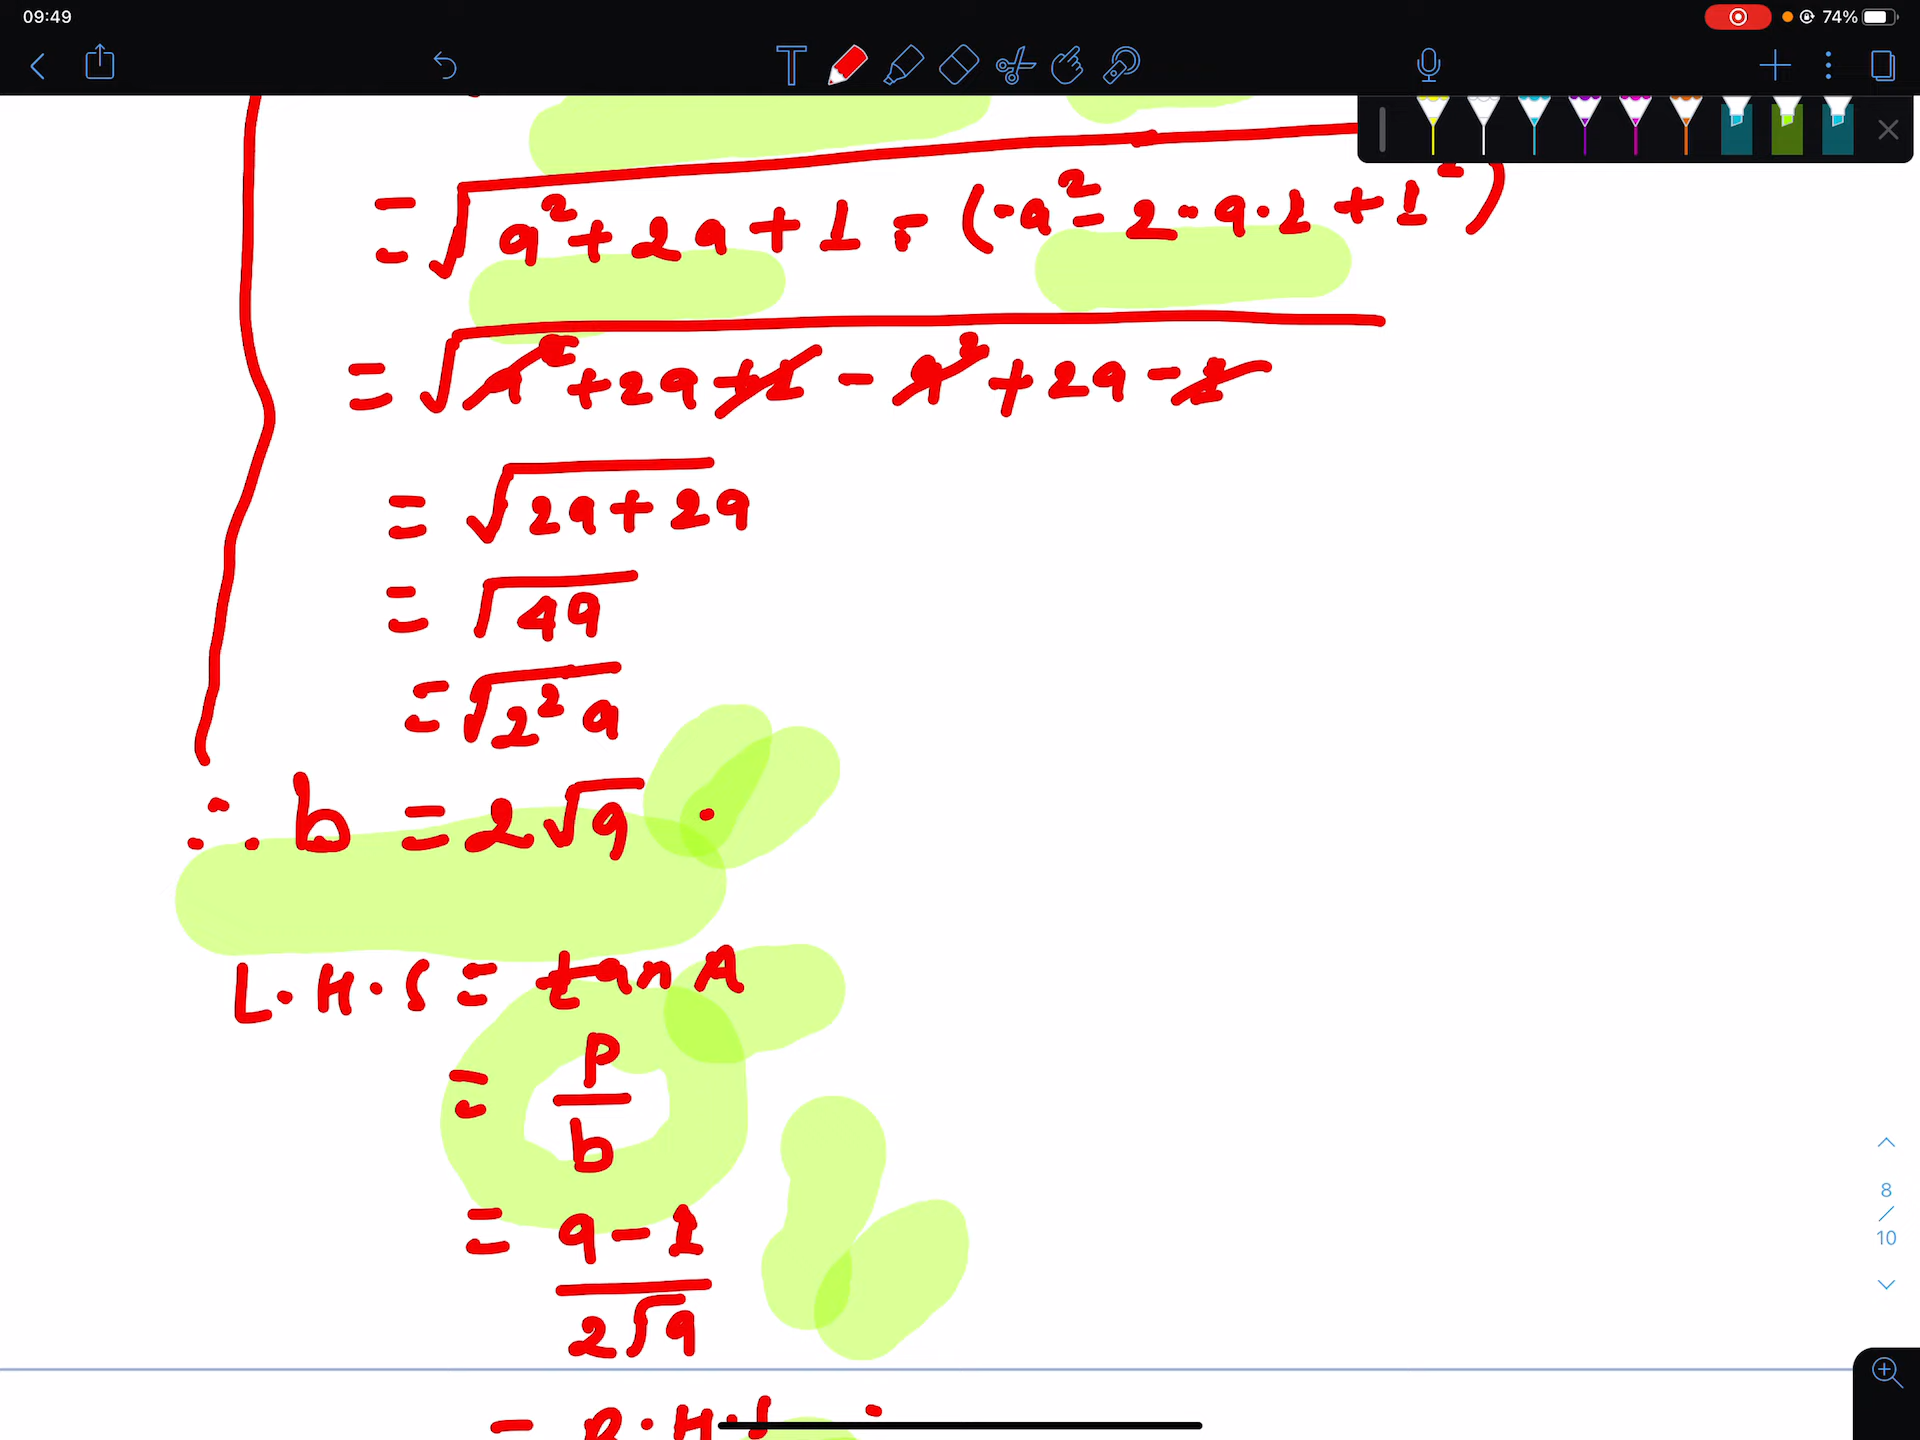 09:49
74%
= √a² + 2a + 1 - (a² - 2 · a · 1 + 1²)
= √a² + 2a + 1 - a² + 2a - 1
= √2a + 2a
= √4a
= √2² a
∴ b = 2√a
L.H.S = tan A
= p
b
= a - 1
2√a
8
/
10
= R.H.S